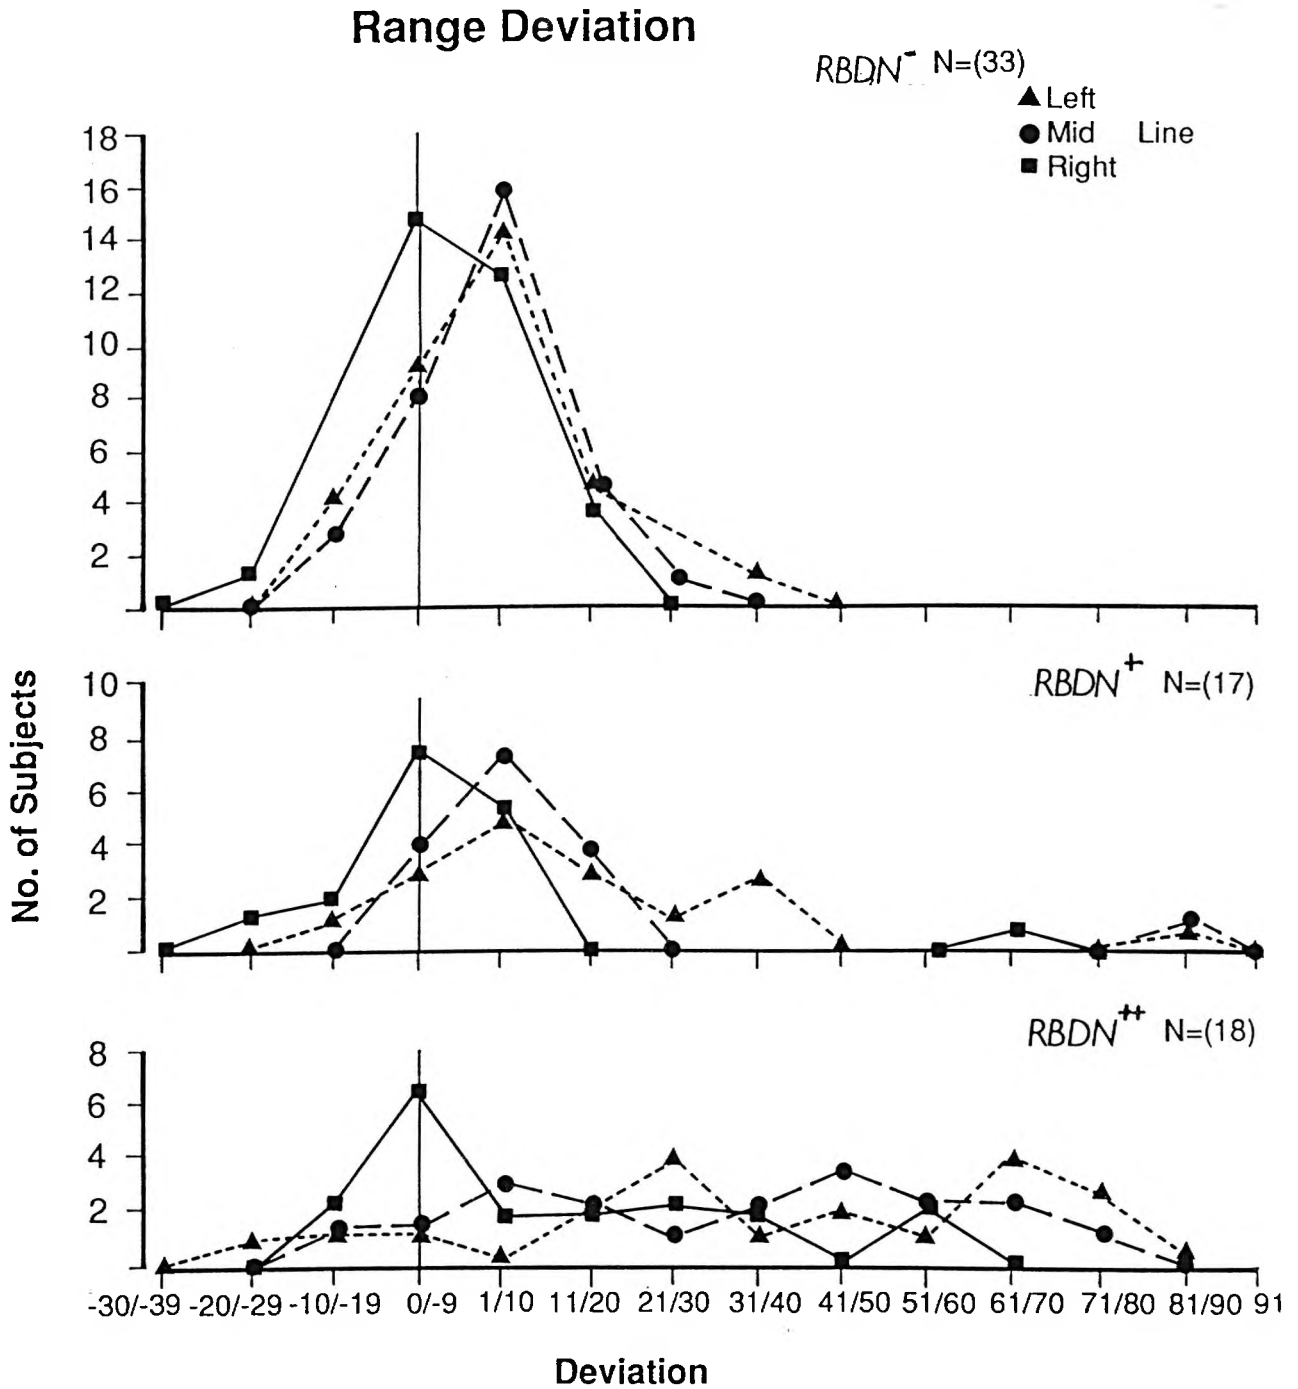 Range Deviation
RBDN⁻ N=(33)
▲ Left
● Mid Line
■ Right
18
16
14
12
10
8
6
4
2
RBDN⁺ N=(17)
10
8
6
4
2
No. of Subjects
RBDN⁺⁺ N=(18)
8
6
4
2
-30/-39 -20/-29 -10/-19 0/-9 1/10 11/20 21/30 31/40 41/50 51/60 61/70 71/80 81/90 91
Deviation